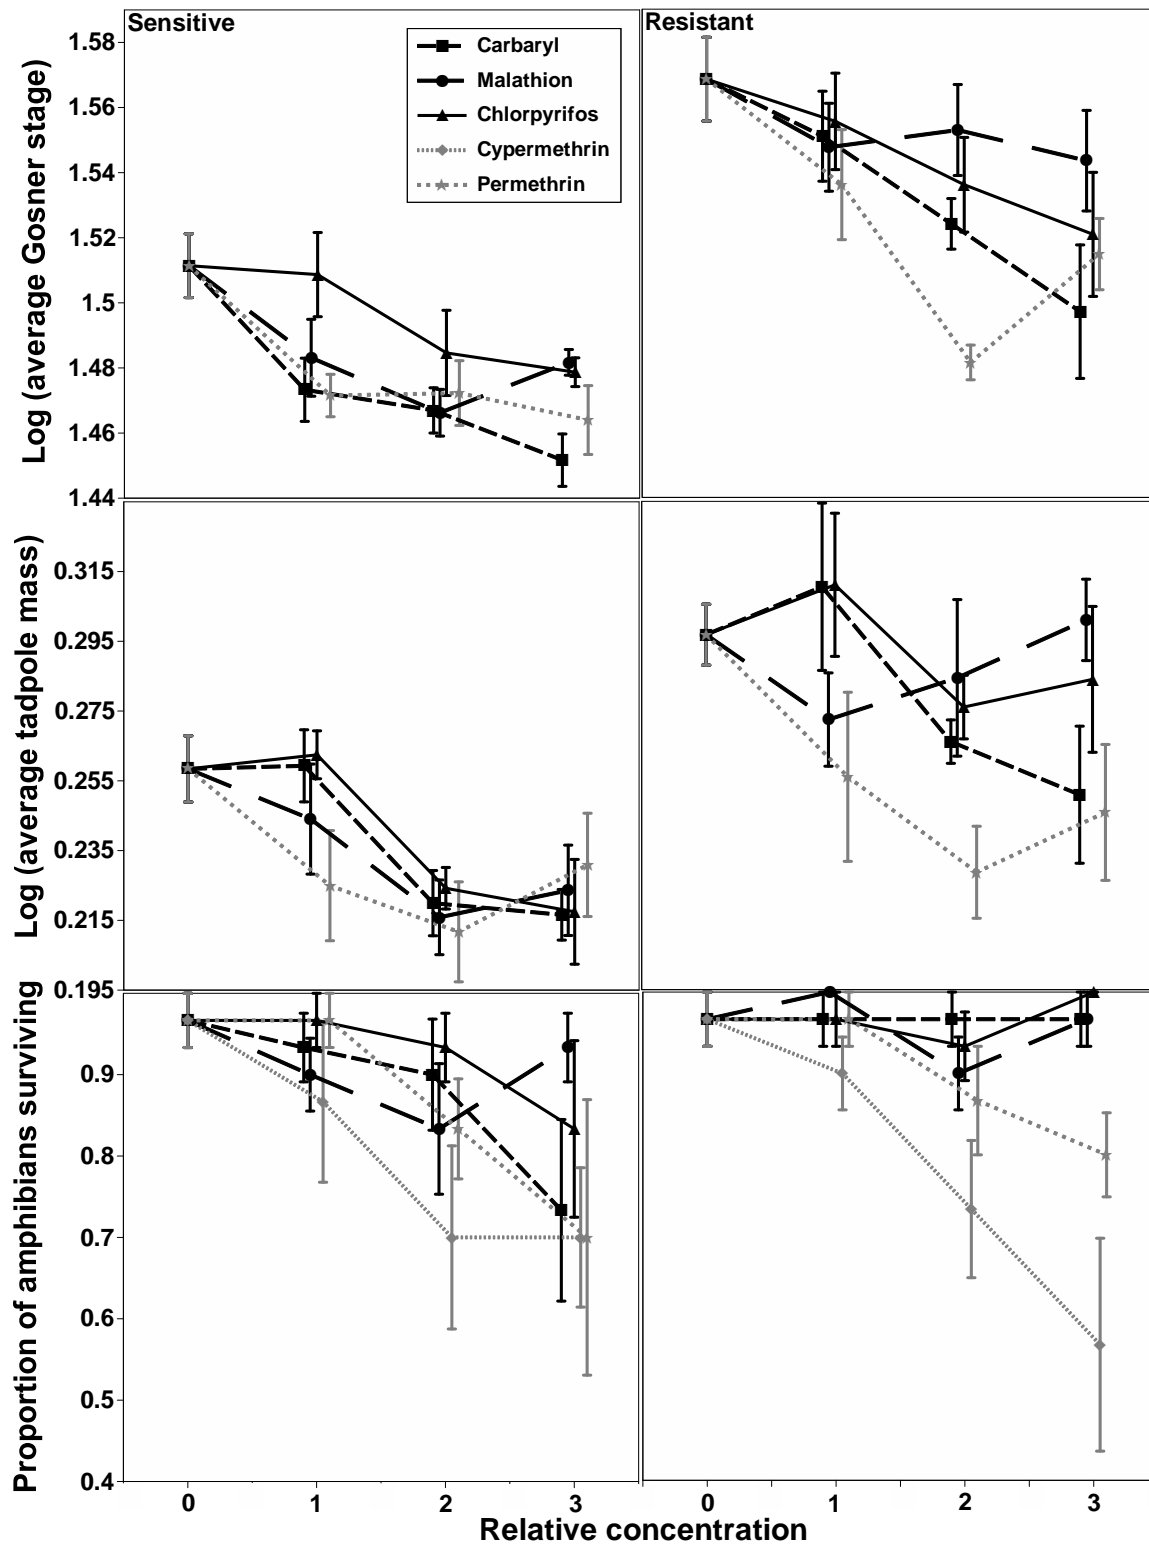 Sensitive
Resistant
Carbaryl
Malathion
Chlorpyrifos
Cypermethrin
Permethrin
Log (average Gosner stage)
1.58
1.56
1.54
1.52
1.5
1.48
1.46
1.44
Log (average tadpole mass)
0.315
0.295
0.275
0.255
0.235
0.215
0.195
Proportion of amphibians surviving
0.9
0.8
0.7
0.6
0.5
0.4
0 1 2 3 0 1 2 3
Relative concentration